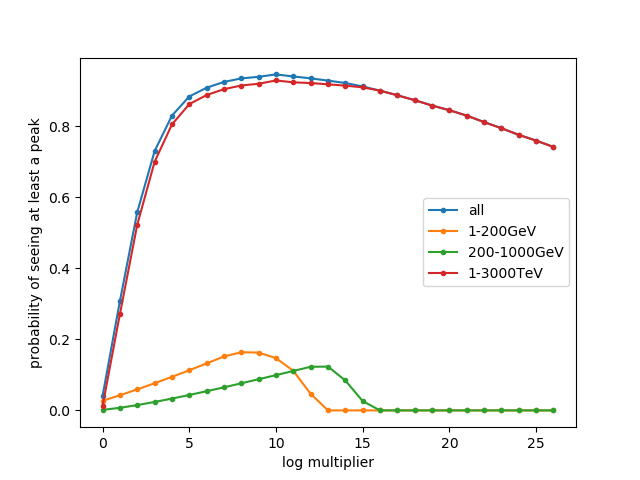 probability of seeing at least a peak
0.8
0.6
0.4
0.2
0.0
all
1-200GeV
200-1000GeV
1-3000TeV
0 5 10 15 20 25
log multiplier